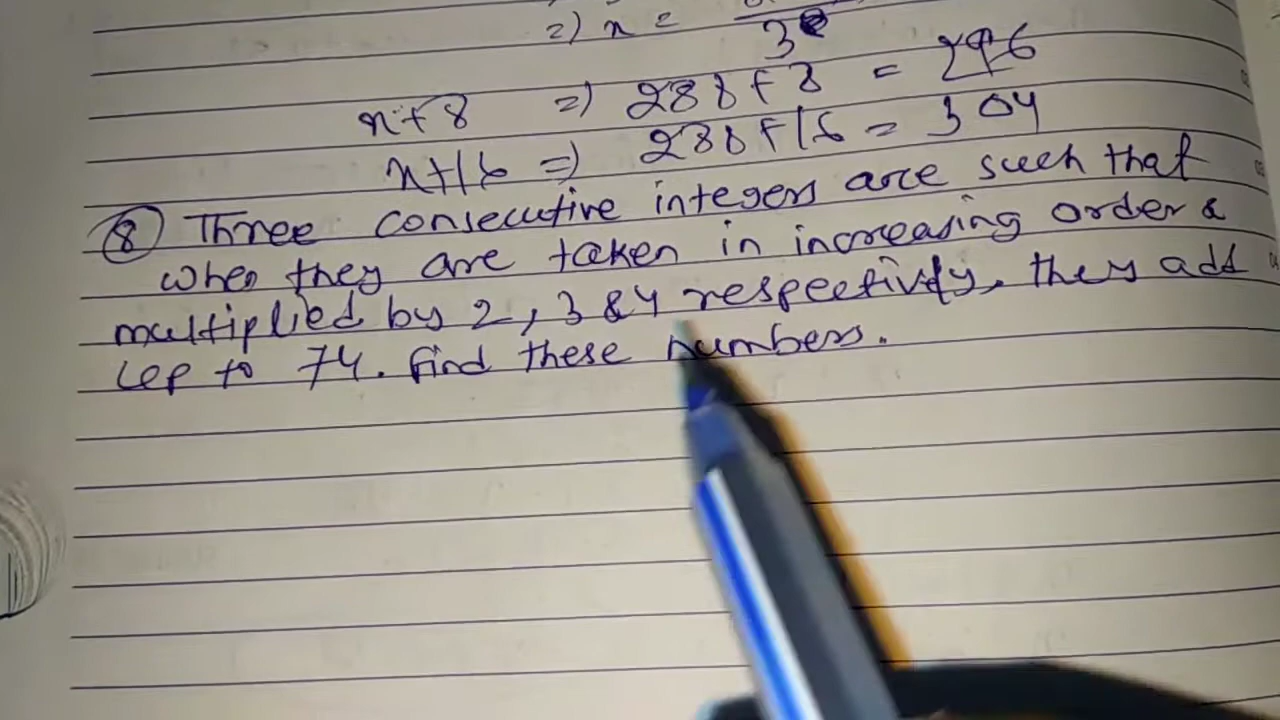 2) x =
3
x+8 => 288+8 = 296
x+16 => 288+16 = 304
8 Three consecutive integers are such that
when they are taken in increasing order &
multiplied by 2, 3 & 4 respectively, they add
up to 74. Find these numbers.